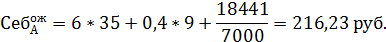 Себ_А^ож = 6 * 35 + 0,4 * 9 + 18441/7000 = 216,23 руб.